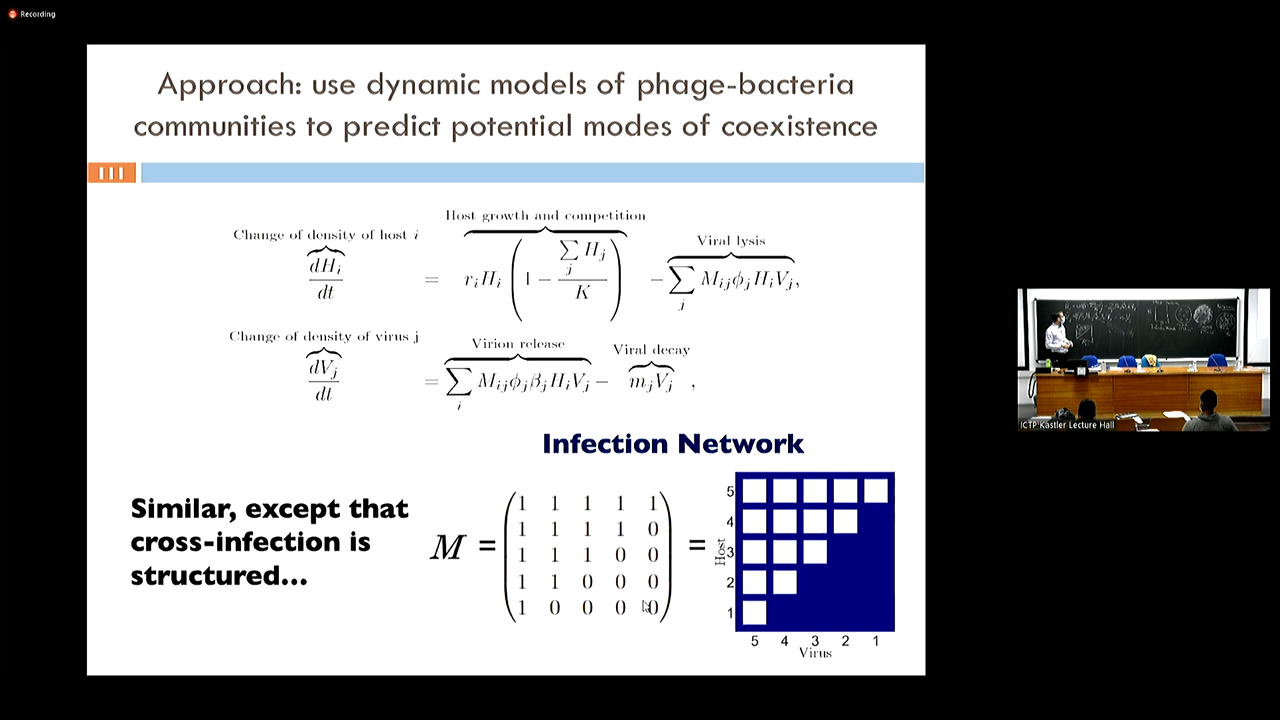 Recording
Approach: use dynamic models of phage-bacteria
communities to predict potential modes of coexistence
111
Host growth and competition
Change of density of host i
Viral lysis
dH_i/dt = r_i H_i (1 − ∑_j H_j / K) − ∑_j M_ij ϕ_j H_i V_j,
Change of density of virus j
Virion release
Viral decay
dV_j/dt = ∑_i M_ij ϕ_j β_j H_i V_j − m_j V_j ,
Infection Network
Similar, except that
cross-infection is
structured...
M =
1 1 1 1 1
1 1 1 1 0
1 1 1 0 0
1 1 0 0 0
1 0 0 0 0
=
Host
5
4
3
2
1
5 4 3 2 1
Virus
ICTP Kastler Lecture Hall